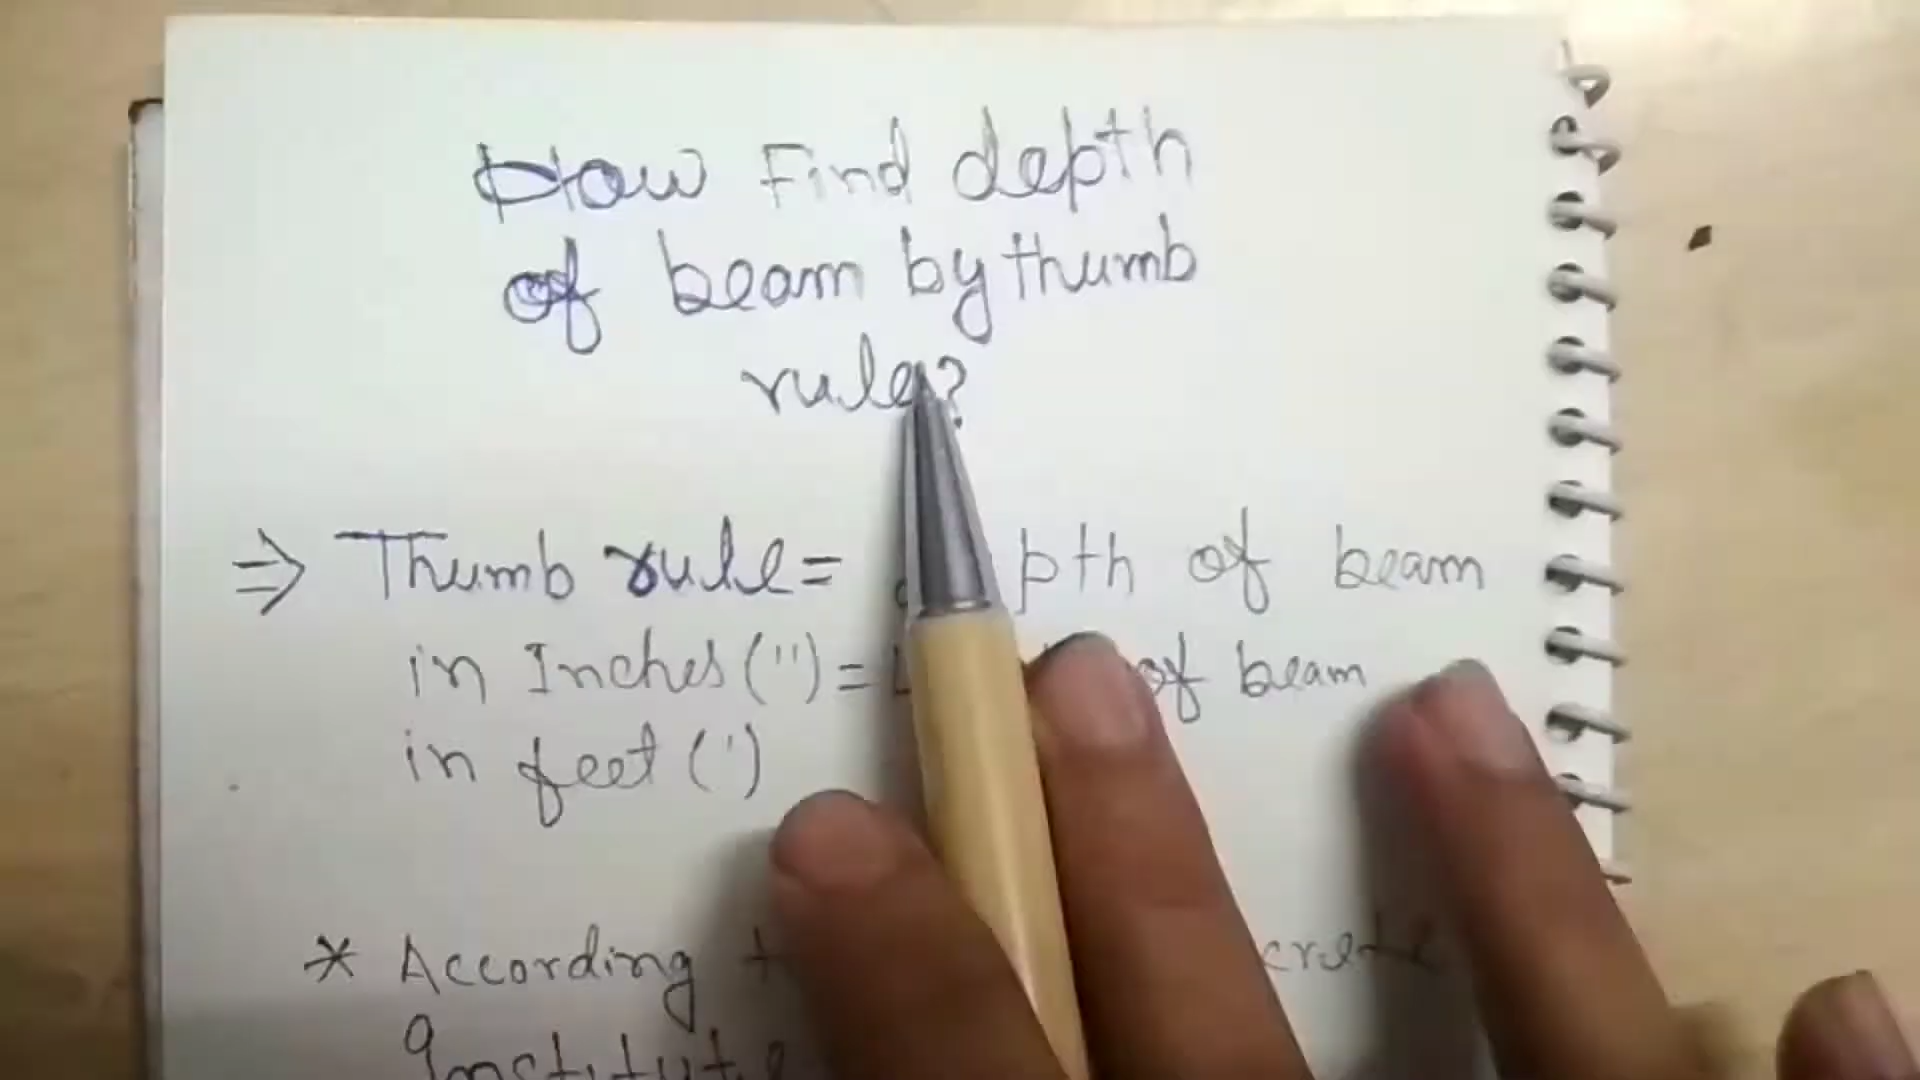 How Find depth
of beam by thumb
rule?
⇒ Thumb rule = of beam
in Inches (") = of beam
in feet (')
* According
Institute